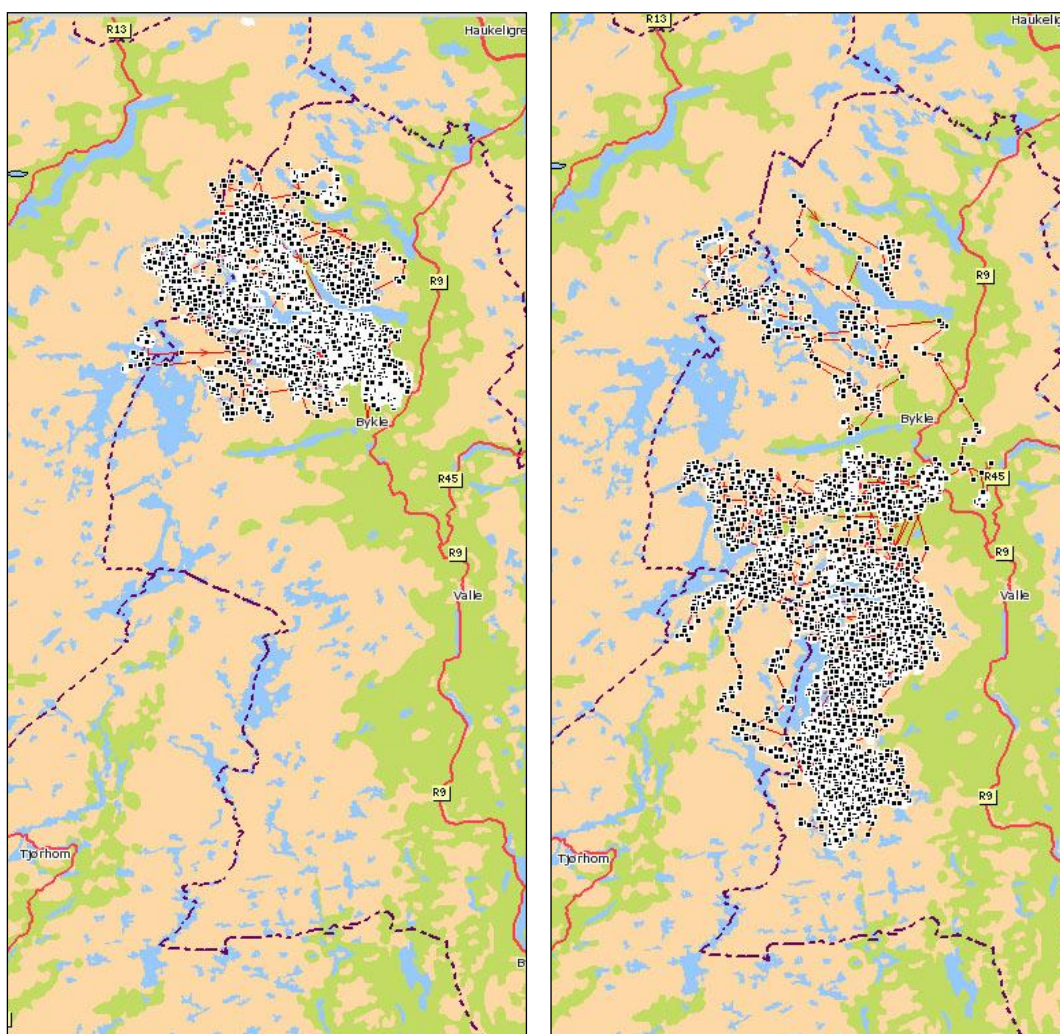 R13
Haukeligre
R9
Bykle
R45
R9
Valle
R9
Tjørhom
B
R13
Haukelig
R9
Bykle
R45
R9
Valle
R9
Tjørhom